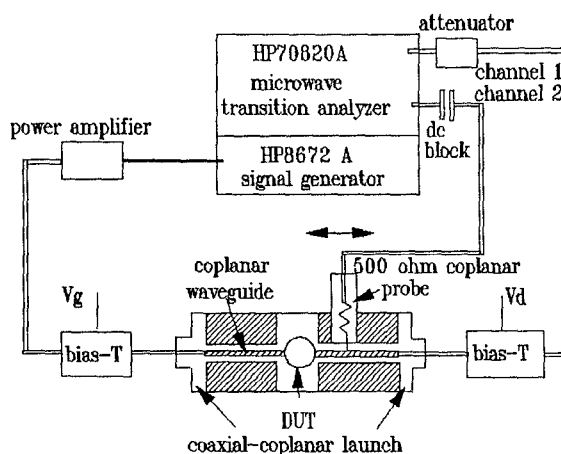 attenuator
HP70820A
microwave
transition analyzer
channel 1
channel 2
dc
block
power amplifier
HP8672 A
signal generator
500 ohm coplanar
probe
coplanar
waveguide
Vg
Vd
bias-T
bias-T
DUT
coaxial-coplanar launch